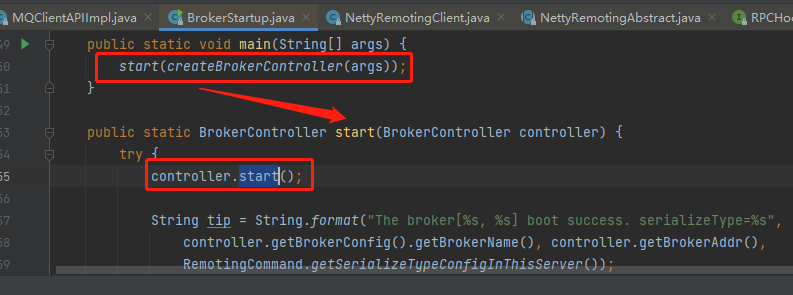 MQClientAPIImpl.java × BrokerStartup.java × NettyRemotingClient.java × NettyRemotingAbstract.java × RPCHoo
49 public static void main(String[] args) {
50 start(createBrokerController(args));
51 }
52
53 public static BrokerController start(BrokerController controller) {
54 try {
55 controller.start();
57 String tip = String.format("The broker[%s, %s] boot success. serializeType=%s",
58 controller.getBrokerConfig().getBrokerName(), controller.getBrokerAddr(),
59 RemotingCommand.getSerializeTypeConfigInThisServer());